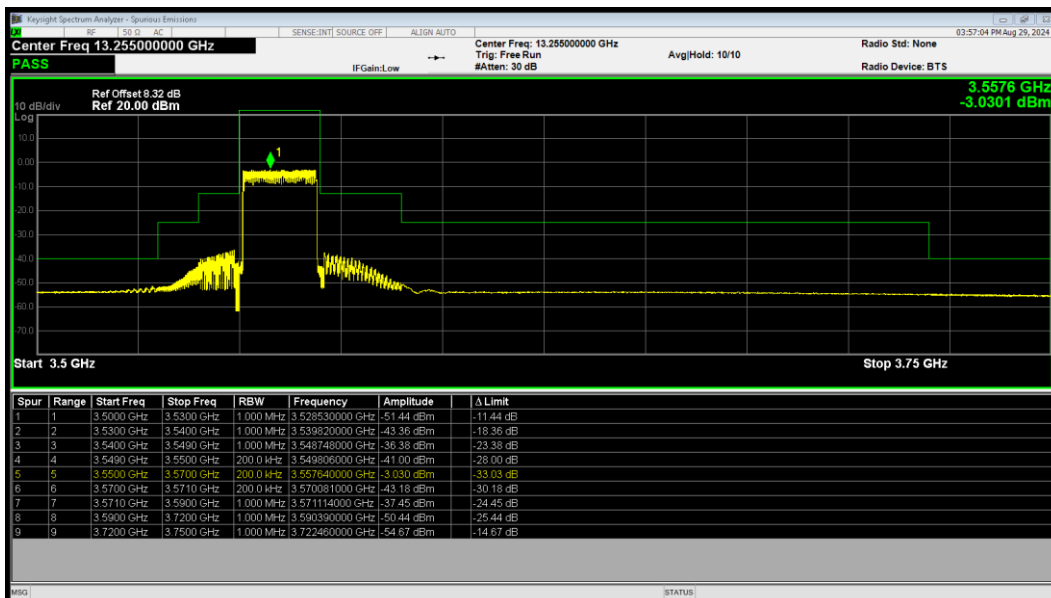 Keysight Spectrum Analyzer - Spurious Emissions
RF 50 Ω AC SENSE:INT SOURCE OFF ALIGN AUTO 03:57:04 PM Aug 29, 2024
Center Freq 13.255000000 GHz Center Freq: 13.255000000 GHz Radio Std: None
PASS Trig: Free Run Avg|Hold: 10/10
IFGain:Low #Atten: 30 dB Radio Device: BTS
3.5576 GHz
-3.0301 dBm
Ref Offset 8.32 dB
10 dB/div Ref 20.00 dBm
Log
10.0
1
0.00
-10.0
-20.0
-30.0
-40.0
-50.0
-60.0
-70.0
Start 3.5 GHz Stop 3.75 GHz
Spur Range Start Freq Stop Freq RBW Frequency Amplitude Δ Limit
1 1 3.5000 GHz 3.5300 GHz 1.000 MHz 3.528530000 GHz -51.44 dBm -11.44 dB
2 2 3.5300 GHz 3.5400 GHz 1.000 MHz 3.539820000 GHz -43.36 dBm -18.36 dB
3 3 3.5400 GHz 3.5490 GHz 1.000 MHz 3.548748000 GHz -36.38 dBm -23.38 dB
4 4 3.5490 GHz 3.5500 GHz 200.0 kHz 3.549806000 GHz -41.00 dBm -28.00 dB
5 5 3.5500 GHz 3.5700 GHz 200.0 kHz 3.557640000 GHz -3.030 dBm -33.03 dB
6 6 3.5700 GHz 3.5710 GHz 200.0 kHz 3.570081000 GHz -43.18 dBm -30.18 dB
7 7 3.5710 GHz 3.5900 GHz 1.000 MHz 3.571114000 GHz -37.45 dBm -24.45 dB
8 8 3.5900 GHz 3.7200 GHz 1.000 MHz 3.590390000 GHz -50.44 dBm -25.44 dB
9 9 3.7200 GHz 3.7500 GHz 1.000 MHz 3.722460000 GHz -54.67 dBm -14.67 dB
MSG STATUS